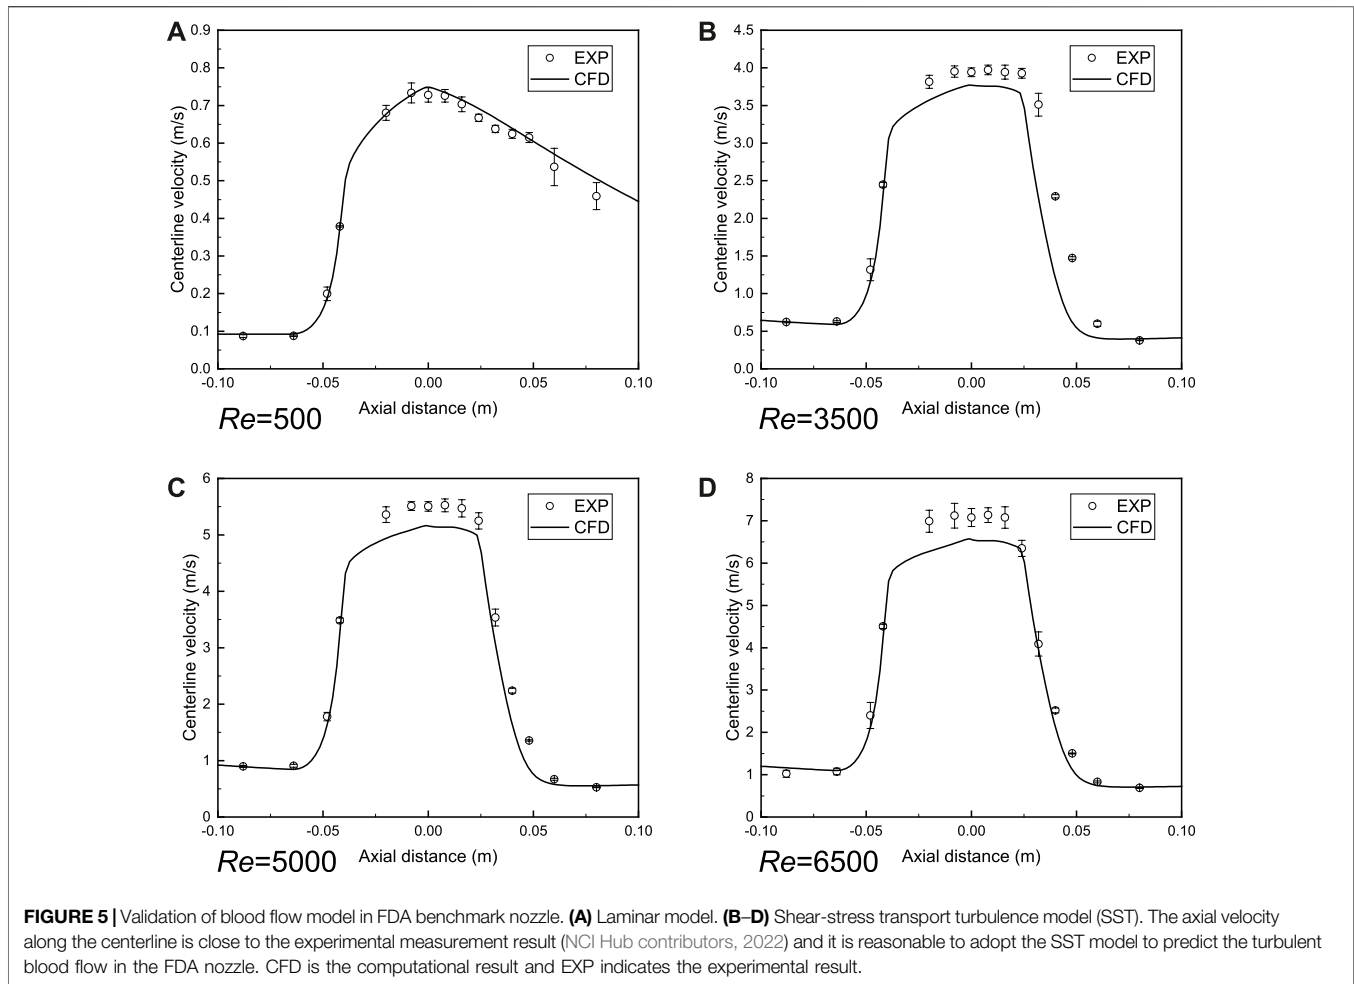 A
0.9
0.8
0.7
0.6
0.5
0.4
0.3
0.2
0.1
0.0
Centerline velocity (m/s)
EXP
CFD
-0.10
-0.05
0.00
0.05
0.10
Axial distance (m)
Re=500
B
4.5
4.0
3.5
3.0
2.5
2.0
1.5
1.0
0.5
0.0
Centerline velocity (m/s)
EXP
CFD
-0.10
-0.05
0.00
0.05
0.10
Axial distance (m)
Re=3500
C
6
5
4
3
2
1
0
Centerline velocity (m/s)
EXP
CFD
-0.10
-0.05
0.00
0.05
0.10
Axial distance (m)
Re=5000
D
8
7
6
5
4
3
2
1
0
Centerline velocity (m/s)
EXP
CFD
-0.10
-0.05
0.00
0.05
0.10
Axial distance (m)
Re=6500
FIGURE 5 | Validation of blood flow model in FDA benchmark nozzle. (A) Laminar model. (B–D) Shear-stress transport turbulence model (SST). The axial velocity
along the centerline is close to the experimental measurement result (NCI Hub contributors, 2022) and it is reasonable to adopt the SST model to predict the turbulent
blood flow in the FDA nozzle. CFD is the computational result and EXP indicates the experimental result.